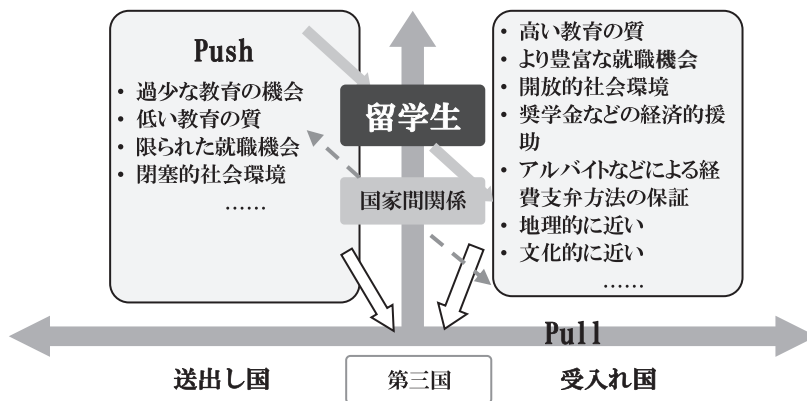 Push
・ 過少な教育の機会
・ 低い教育の質
・ 限られた就職機会
・ 閉塞的社会環境
……
留学生
国家間関係
・ 高い教育の質
・ より豊富な就職機会
・ 開放的社会環境
・ 奨学金などの経済的援
助
・ アルバイトなどによる経
費支弁方法の保証
・ 地理的に近い
・ 文化的に近い
……
Pull
送出し国
第三国
受入れ国